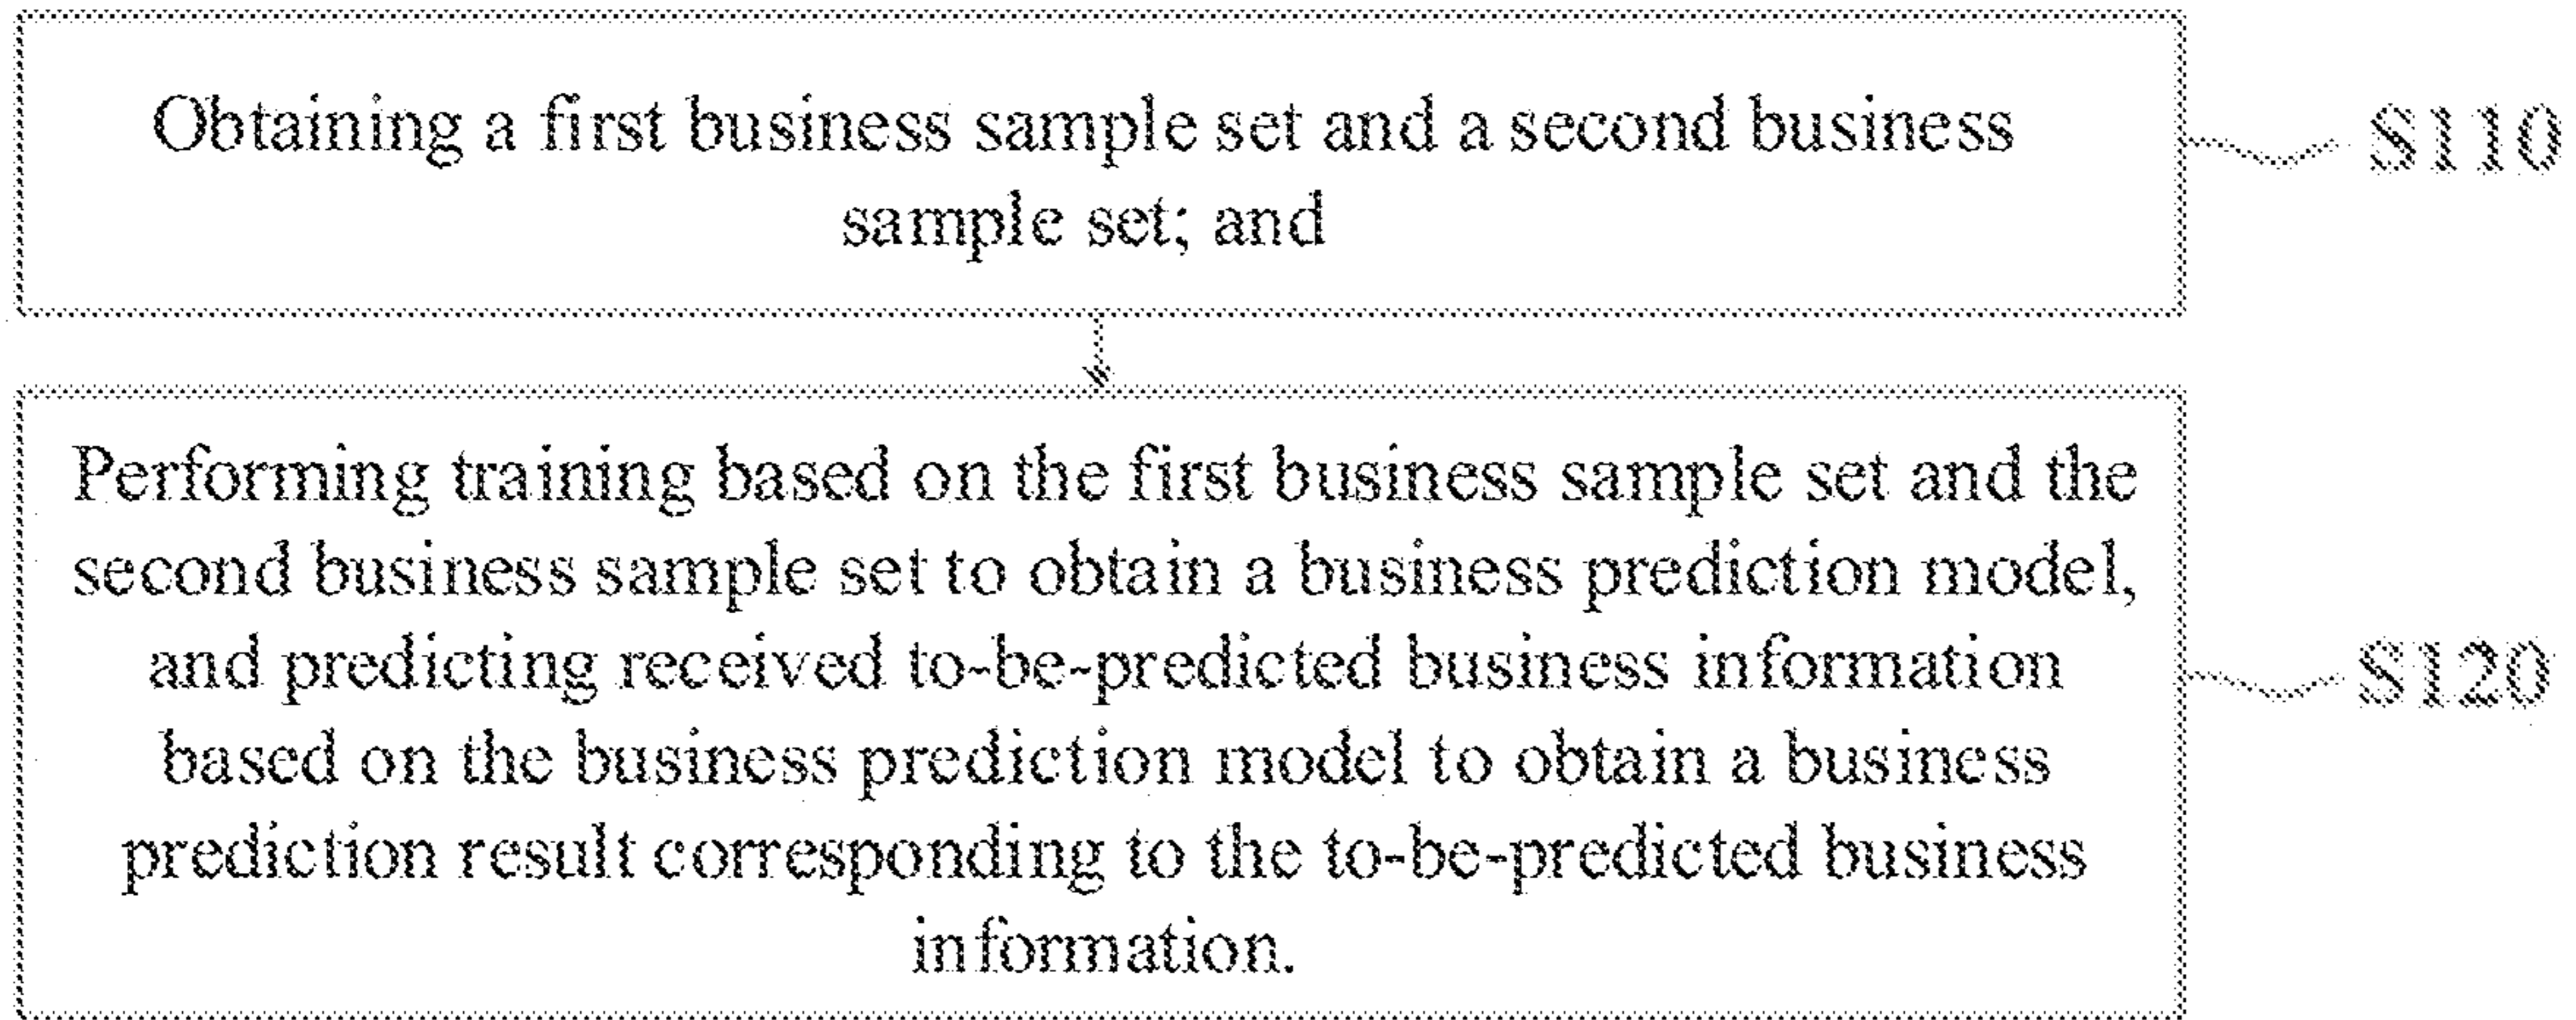 Obtaining a first business sample set and a second business
sample set; and
S110
Performing training based on the first business sample set and the
second business sample set to obtain a business prediction model,
and predicting received to-be-predicted business information
based on the business prediction model to obtain a business
prediction result corresponding to the to-be-predicted business
information.
S120